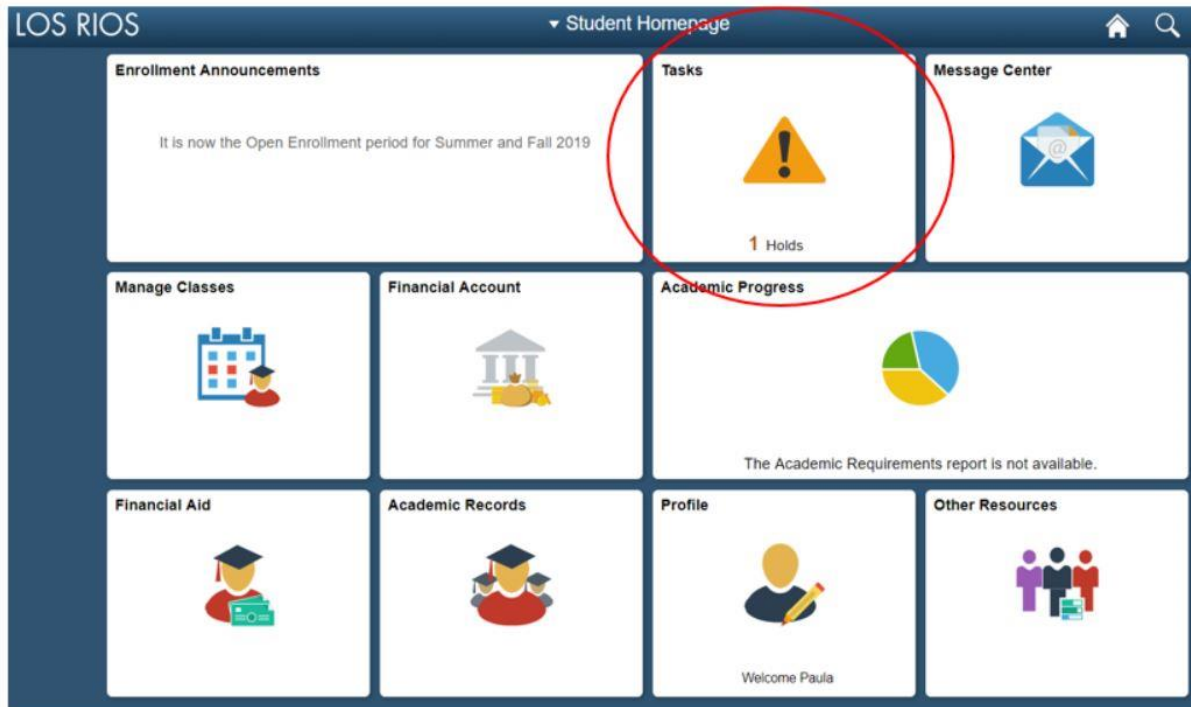 LOS RIOS
Student Homepage
Enrollment Announcements
It is now the Open Enrollment period for Summer and Fall 2019
Tasks
1 Holds
Message Center
@
Manage Classes
Financial Account
Academic Progress
The Academic Requirements report is not available.
Financial Aid
Academic Records
Profile
Welcome Paula
Other Resources